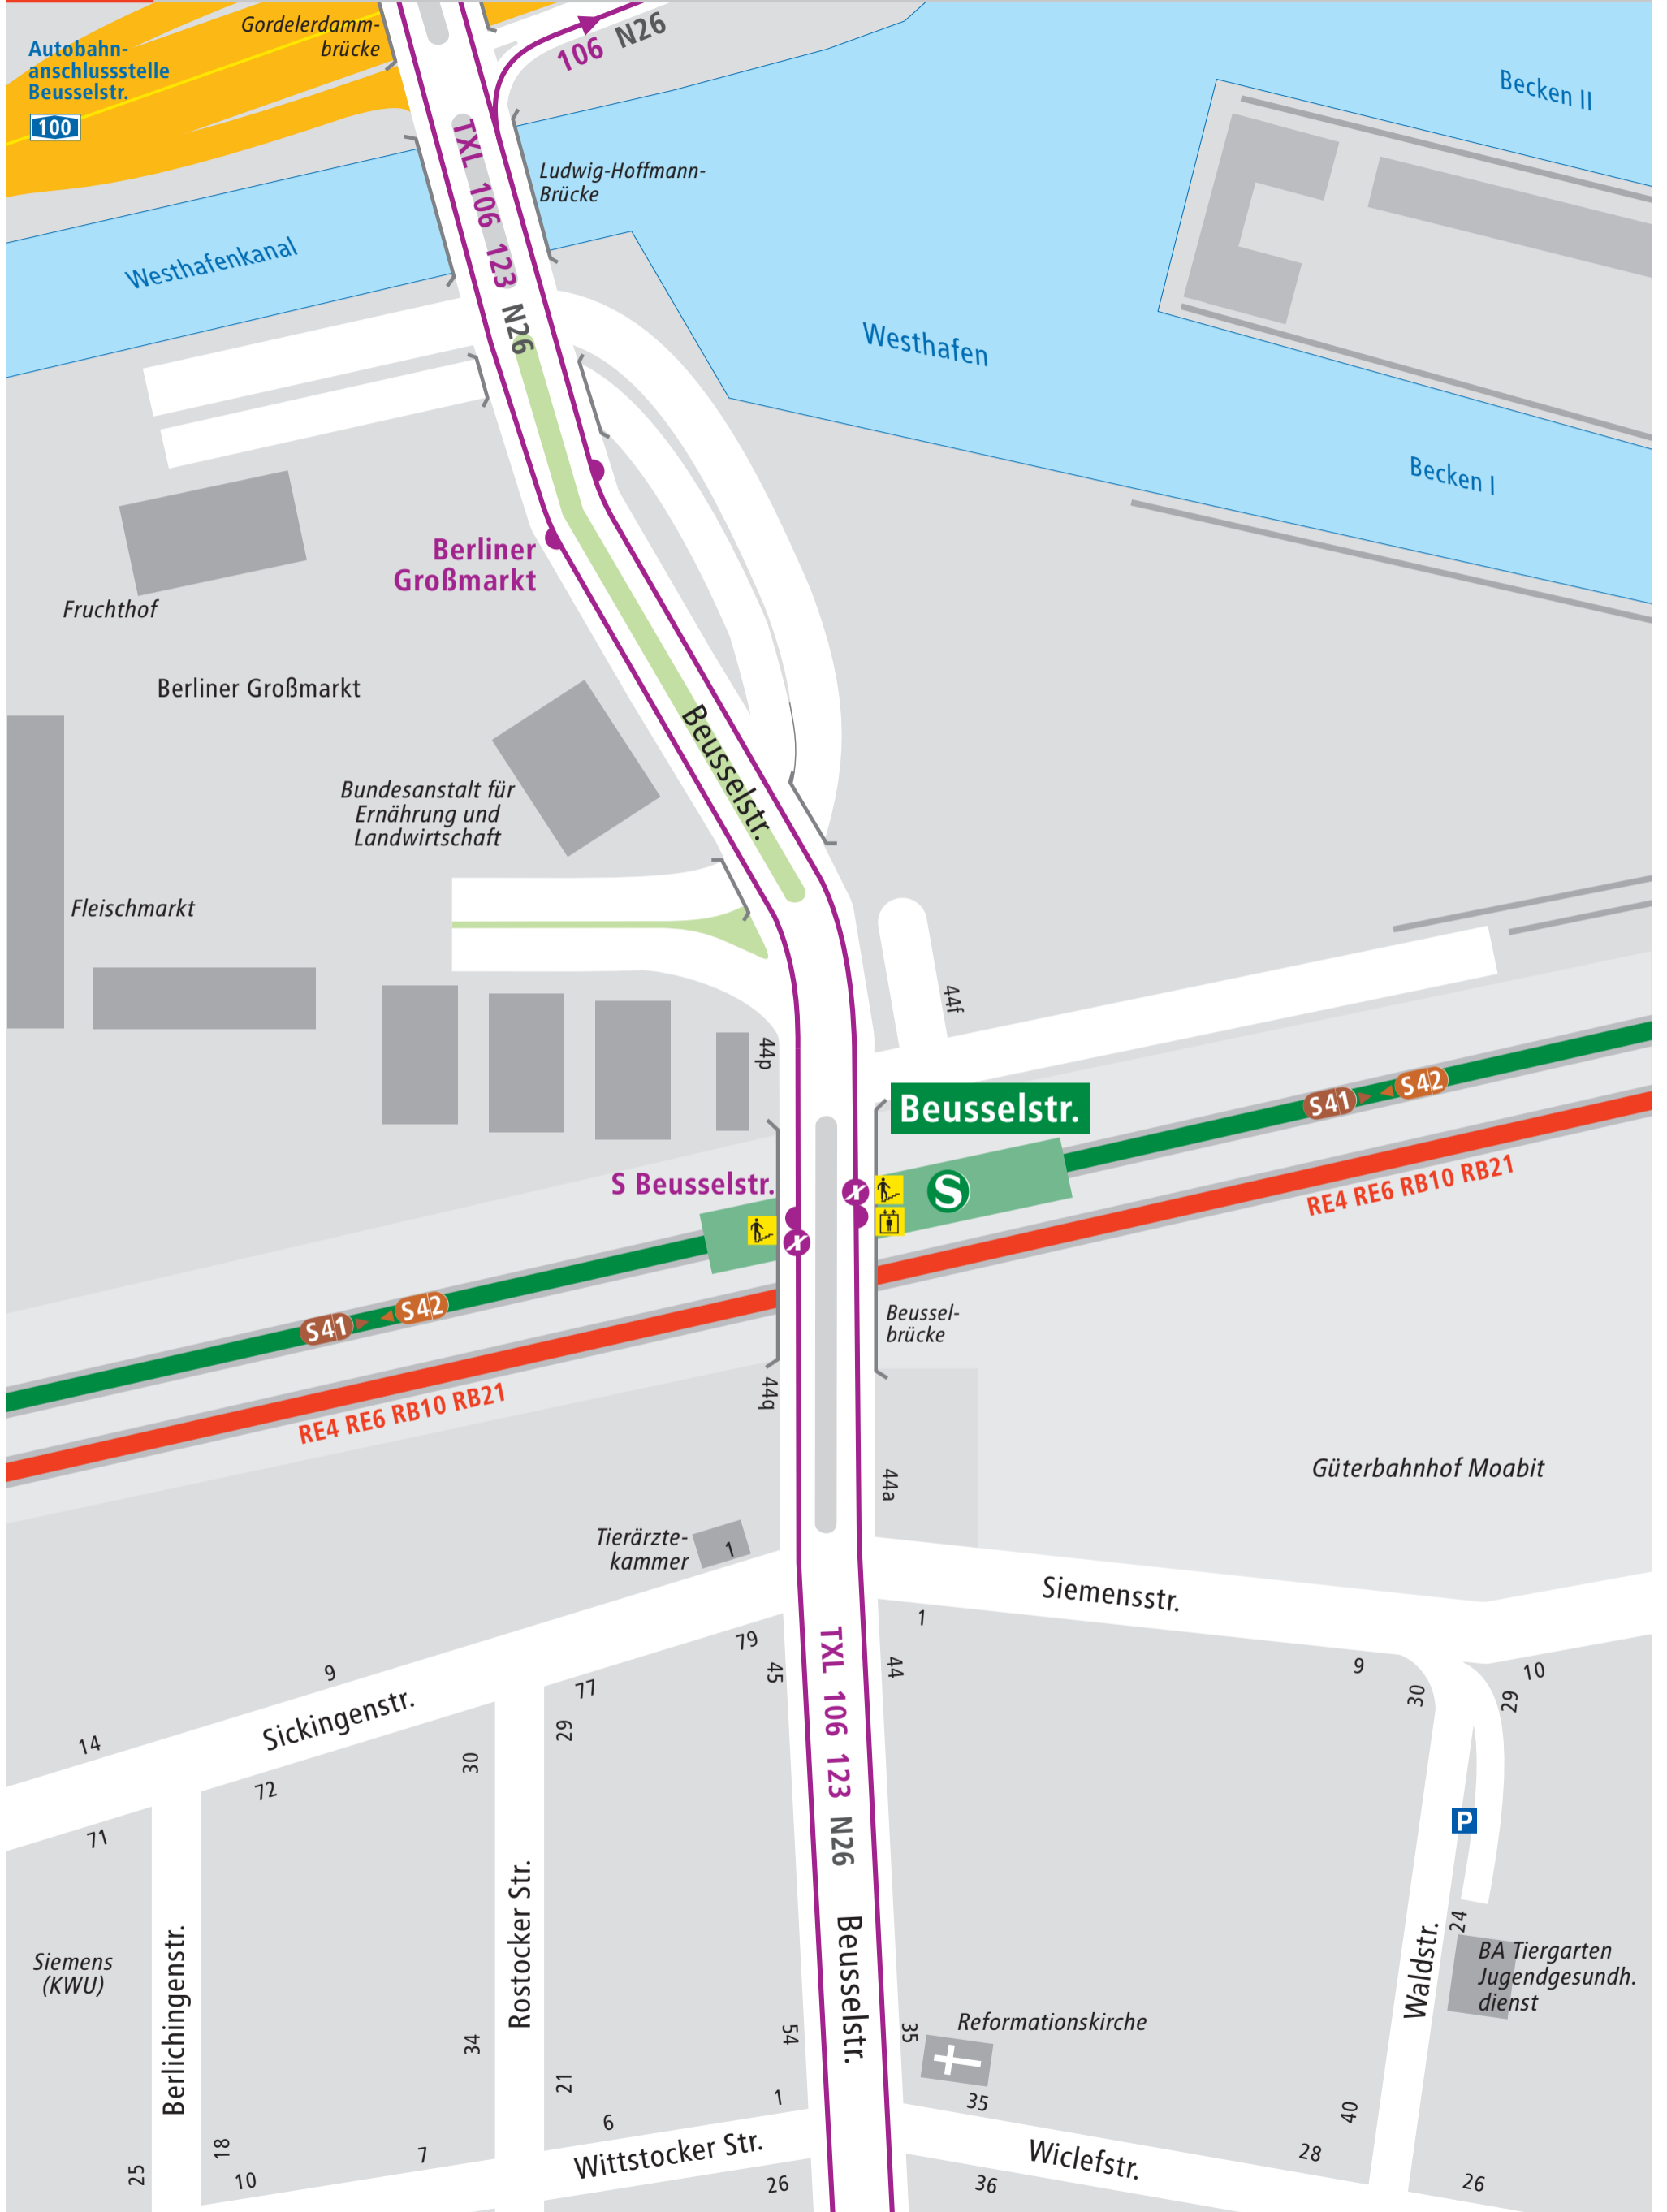 Gordelerdamm-
brücke
106 N26
Autobahn-
anschlussstelle
Beusselstr.
100
Becken II
TXL 106 123 N26
Ludwig-Hoffmann-
Brücke
Westhafenkanal
Westhafen
Becken I
Berliner
Großmarkt
Fruchthof
Berliner Großmarkt
Beusselstr.
Bundesanstalt für
Ernährung und
Landwirtschaft
Fleischmarkt
44f
44p
Beusselstr.
S41
S42
S Beusselstr.
S
RE4 RE6 RB10 RB21
S41
S42
Beussel-
brücke
RE4 RE6 RB10 RB21
44q
44a
Güterbahnhof Moabit
Tierärzte-
kammer
1
Siemensstr.
1
79
45
44
9
10
9
77
30
29
Sickingenstr.
14
29
30
72
71
TXL 106 123 N26
P
Rostocker Str.
Beusselstr.
24
Siemens
(KWU)
Berlichingenstr.
Waldstr.
BA Tiergarten
Jugendgesundh.
dienst
34
54
35
Reformationskirche
21
1
35
40
6
Wittstocker Str.
Wiclefstr.
18
7
28
25
10
26
36
26